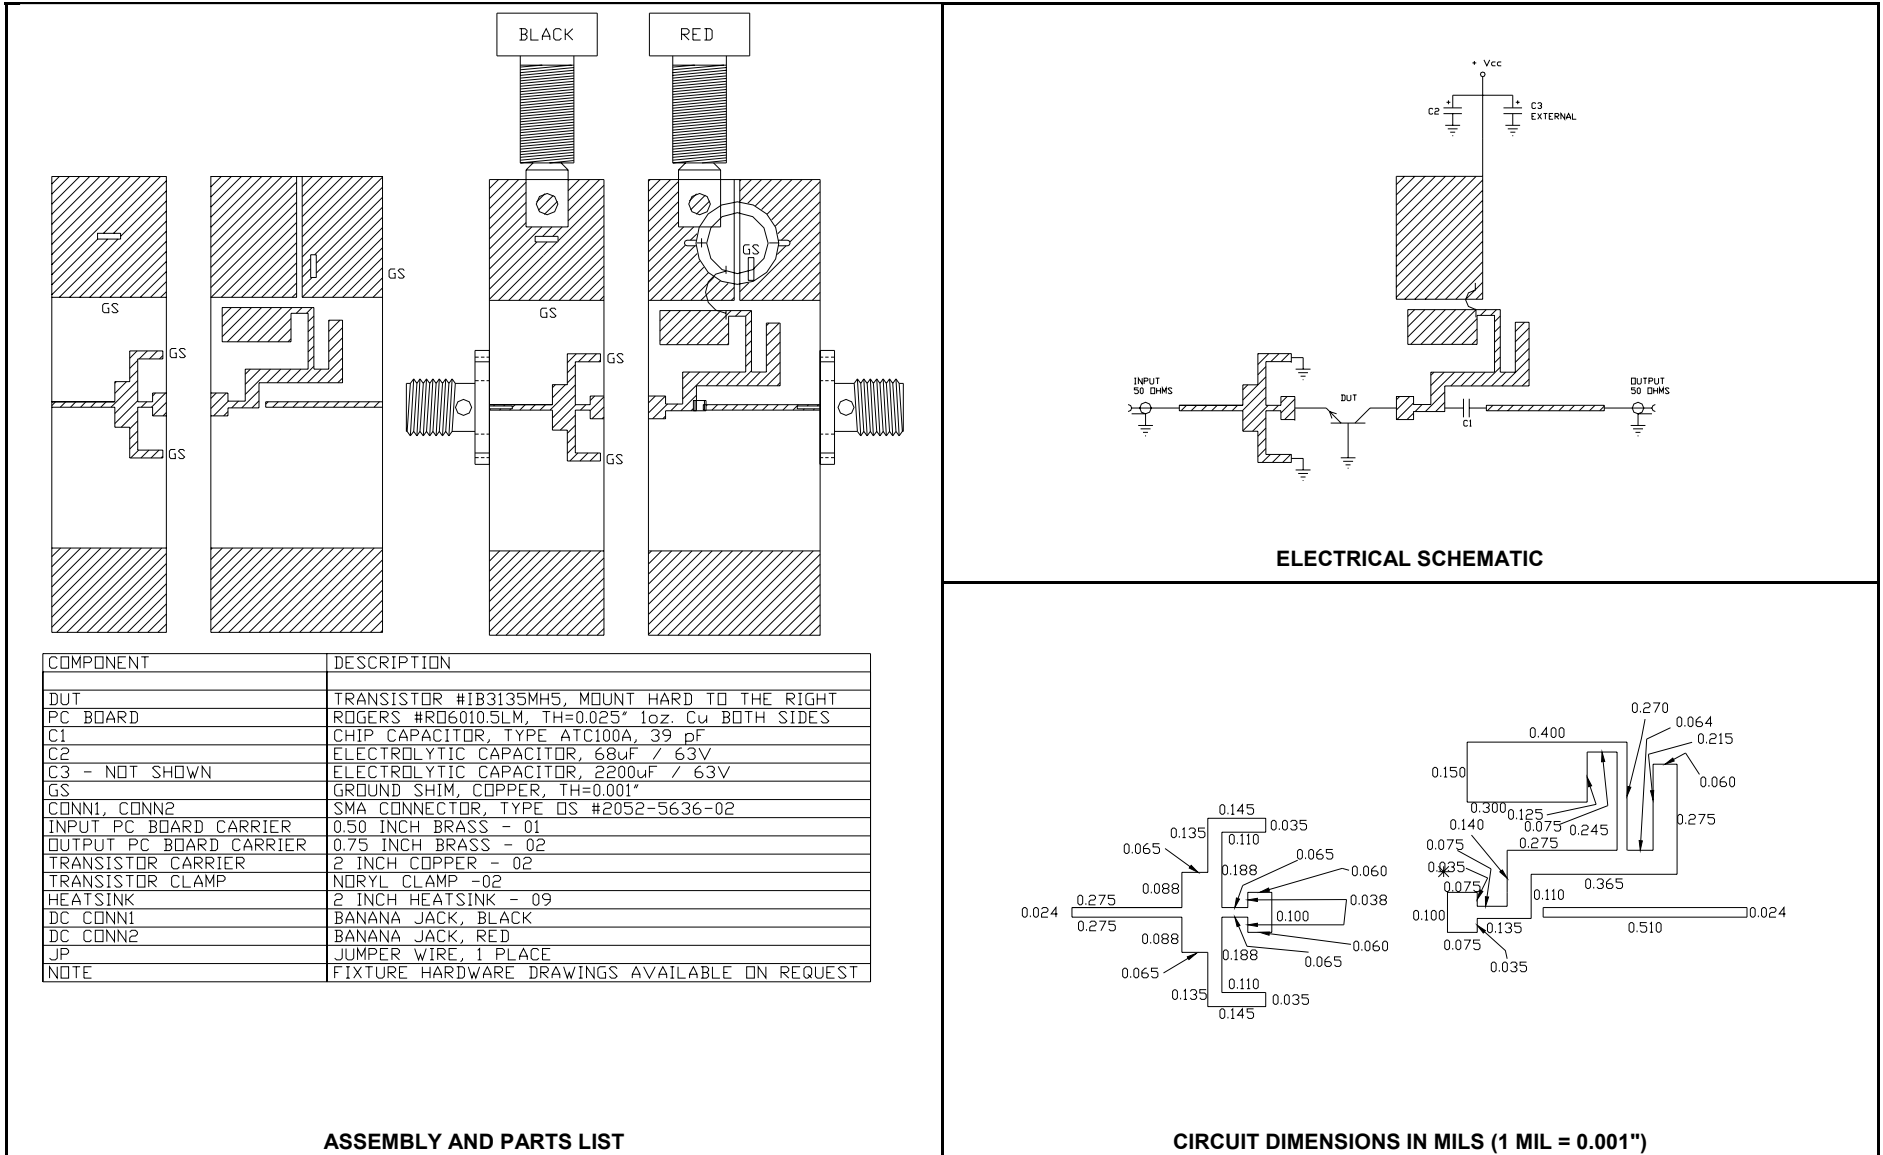 BLACK
RED
GS
GS
GS
GS
GS
GS
GS
GS
COMPONENT DESCRIPTION
DUT TRANSISTOR #IB3135MH5, MOUNT HARD TO THE RIGHT
PC BOARD ROGERS #RO6010.5LM, TH=0.025" 1oz. Cu BOTH SIDES
C1 CHIP CAPACITOR, TYPE ATC100A, 39 pF
C2 ELECTROLYTIC CAPACITOR, 68uF / 63V
C3 - NOT SHOWN ELECTROLYTIC CAPACITOR, 2200uF / 63V
GS GROUND SHIM, COPPER, TH=0.001"
CONN1, CONN2 SMA CONNECTOR, TYPE OS #2052-5636-02
INPUT PC BOARD CARRIER 0.50 INCH BRASS - 01
OUTPUT PC BOARD CARRIER 0.75 INCH BRASS - 02
TRANSISTOR CARRIER 2 INCH COPPER - 02
TRANSISTOR CLAMP NORYL CLAMP -02
HEATSINK 2 INCH HEATSINK - 09
DC CONN1 BANANA JACK, BLACK
DC CONN2 BANANA JACK, RED
JP JUMPER WIRE, 1 PLACE
NOTE FIXTURE HARDWARE DRAWINGS AVAILABLE ON REQUEST
ASSEMBLY AND PARTS LIST
+ Vcc
+
C2
+
C3
EXTERNAL
INPUT
50 OHMS
DUT
C1
OUTPUT
50 OHMS
ELECTRICAL SCHEMATIC
0.145
0.135
0.035
0.110
0.065
0.188
0.065
0.060
0.088
0.038
0.275
0.024
0.275
0.100
0.088
0.188
0.060
0.065
0.065
0.110
0.135
0.035
0.145
0.270
0.064
0.400
0.215
0.150
0.060
0.300
0.125
0.075
0.245
0.275
0.140
0.275
0.075
0.035
0.075
0.365
0.110
0.100
0.135
0.024
0.510
0.075
0.035
CIRCUIT DIMENSIONS IN MILS (1 MIL = 0.001")